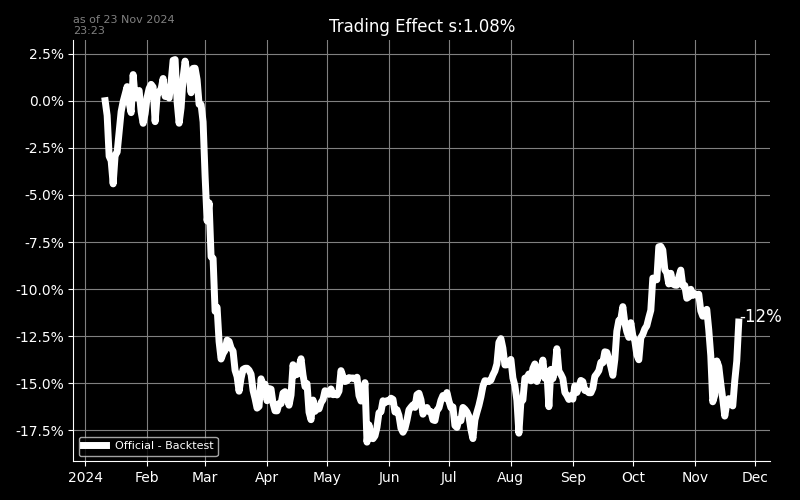 as of 23 Nov 2024
23:23
Trading Effect s:1.08%
2.5%
0.0%
-2.5%
-5.0%
-7.5%
-10.0%
-12.5%
-15.0%
-17.5%
-12%
Official - Backtest
2024 Feb Mar Apr May Jun Jul Aug Sep Oct Nov Dec